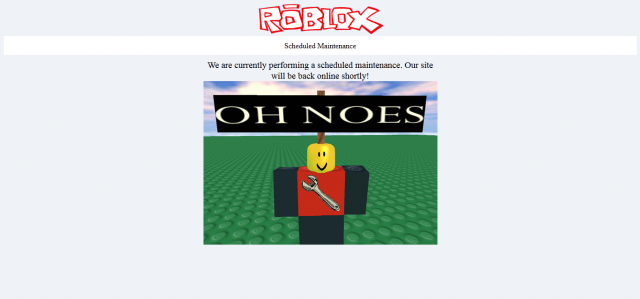 ROBLOX
Scheduled Maintenance
We are currently performing a scheduled maintenance. Our site
will be back online shortly!
OH NOES